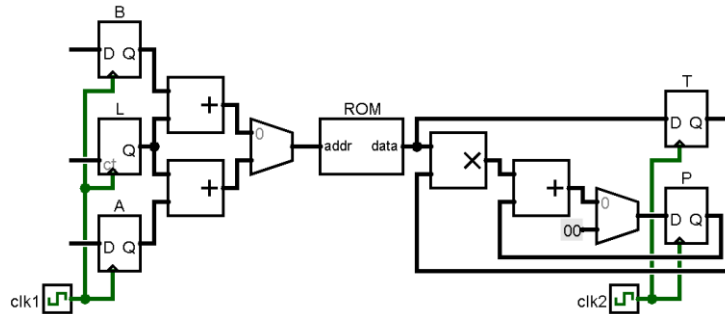 B
D Q
L
Q
ct
A
D Q
clk1
+
+
0
ROM
addr data
×
+
0
00
T
D Q
P
D Q
clk2